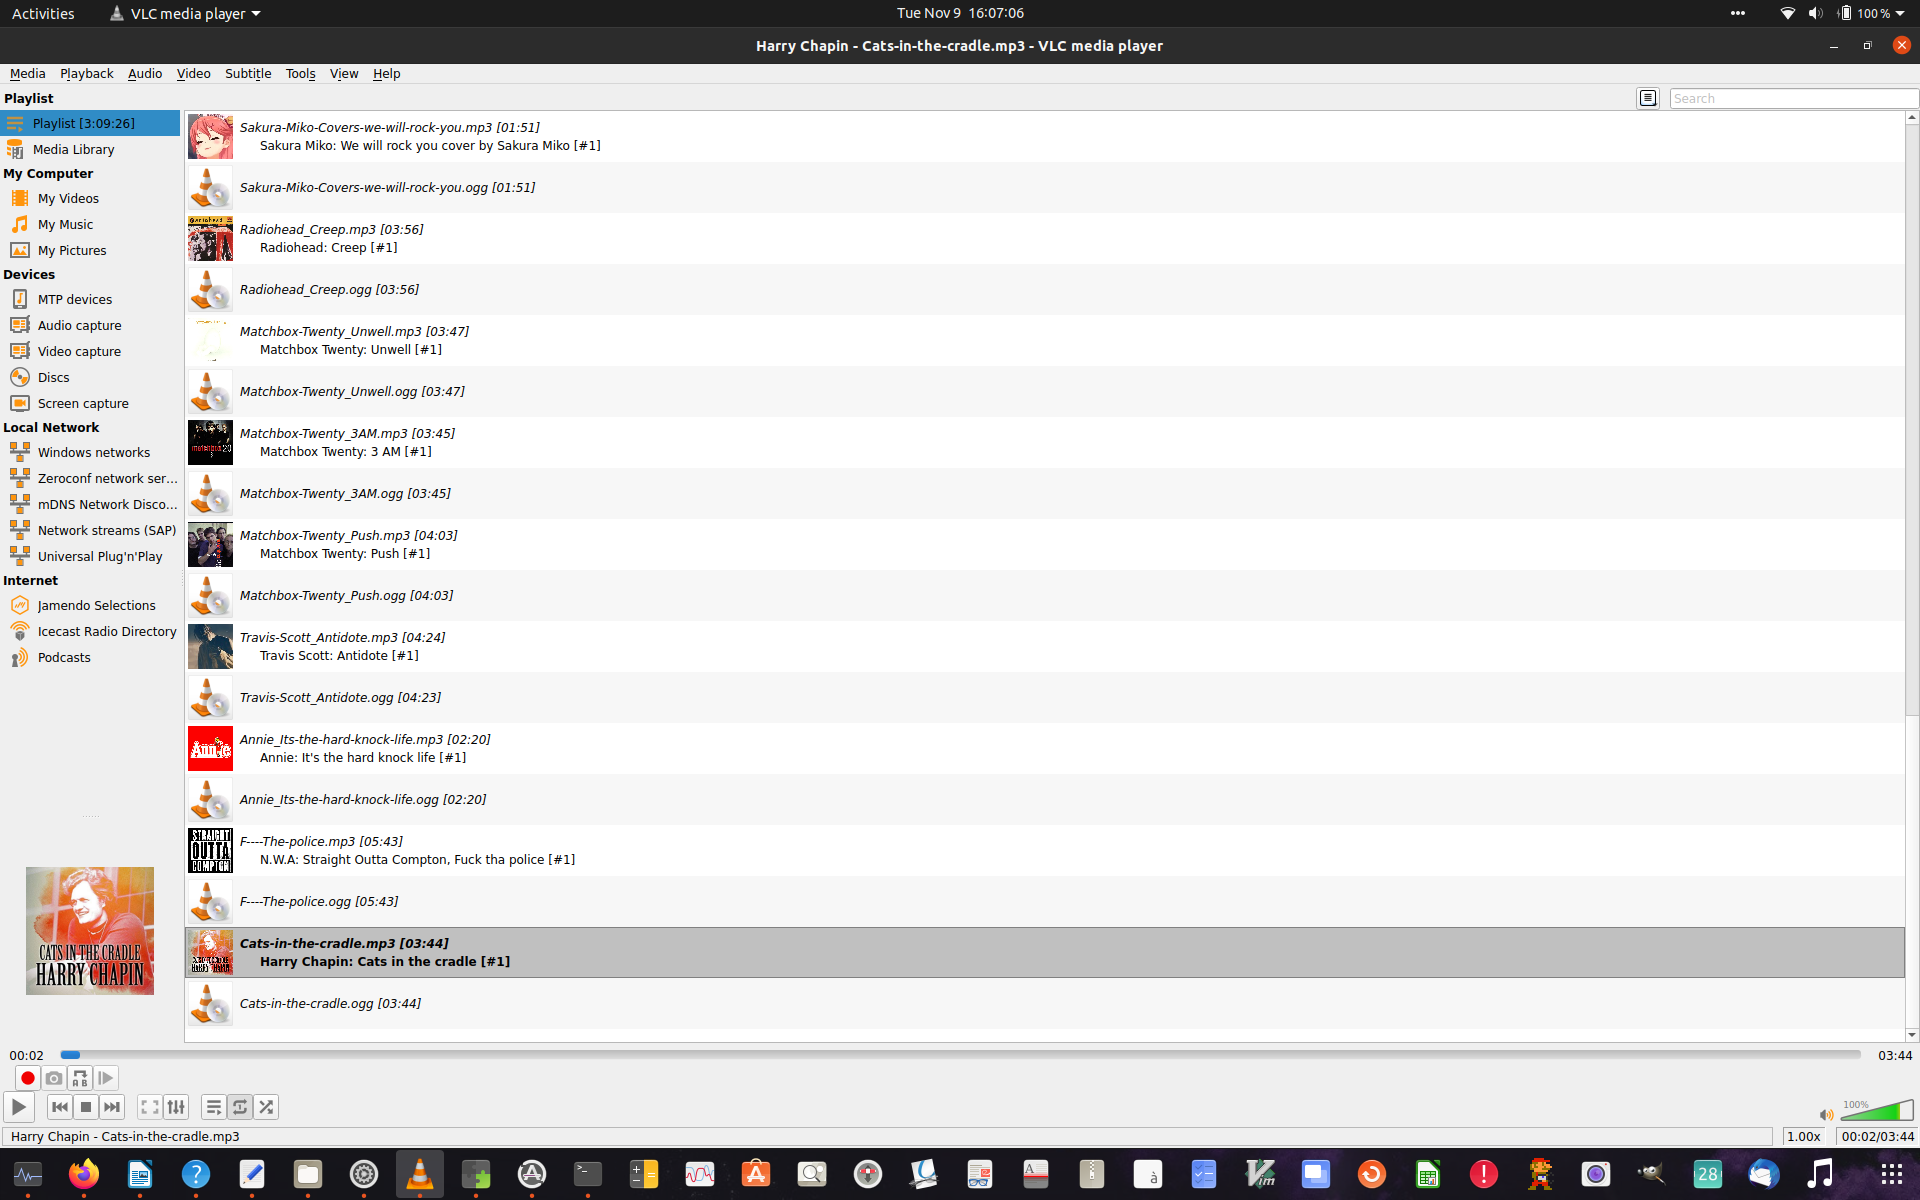 Activities VLC media player Tue Nov 9 16:07:06 100 %
Harry Chapin - Cats-in-the-cradle.mp3 - VLC media player
Media Playback Audio Video Subtitle Tools View Help
Playlist
Search
Playlist [3:09:26]
Media Library
My Computer
My Videos
My Music
My Pictures
Devices
MTP devices
Audio capture
Video capture
Discs
Screen capture
Local Network
Windows networks
Zeroconf network ser...
mDNS Network Disco...
Network streams (SAP)
Universal Plug'n'Play
Internet
Jamendo Selections
Icecast Radio Directory
Podcasts
CATS IN THE CRADLE
HARRY CHAPIN
Sakura-Miko-Covers-we-will-rock-you.mp3 [01:51]
Sakura Miko: We will rock you cover by Sakura Miko [#1]
Sakura-Miko-Covers-we-will-rock-you.ogg [01:51]
Radiohead_Creep.mp3 [03:56]
Radiohead: Creep [#1]
Radiohead_Creep.ogg [03:56]
Matchbox-Twenty_Unwell.mp3 [03:47]
Matchbox Twenty: Unwell [#1]
Matchbox-Twenty_Unwell.ogg [03:47]
Matchbox-Twenty_3AM.mp3 [03:45]
Matchbox Twenty: 3 AM [#1]
Matchbox-Twenty_3AM.ogg [03:45]
Matchbox-Twenty_Push.mp3 [04:03]
Matchbox Twenty: Push [#1]
Matchbox-Twenty_Push.ogg [04:03]
Travis-Scott_Antidote.mp3 [04:24]
Travis Scott: Antidote [#1]
Travis-Scott_Antidote.ogg [04:23]
Annie
Annie_Its-the-hard-knock-life.mp3 [02:20]
Annie: It's the hard knock life [#1]
Annie_Its-the-hard-knock-life.ogg [02:20]
STRAIGHT
OUTTA
COMPTON
F----The-police.mp3 [05:43]
N.W.A: Straight Outta Compton, Fuck tha police [#1]
F----The-police.ogg [05:43]
Cats-in-the-cradle.mp3 [03:44]
Harry Chapin: Cats in the cradle [#1]
Cats-in-the-cradle.ogg [03:44]
00:02 03:44
A B
100%
Harry Chapin - Cats-in-the-cradle.mp3 1.00x 00:02/03:44
28